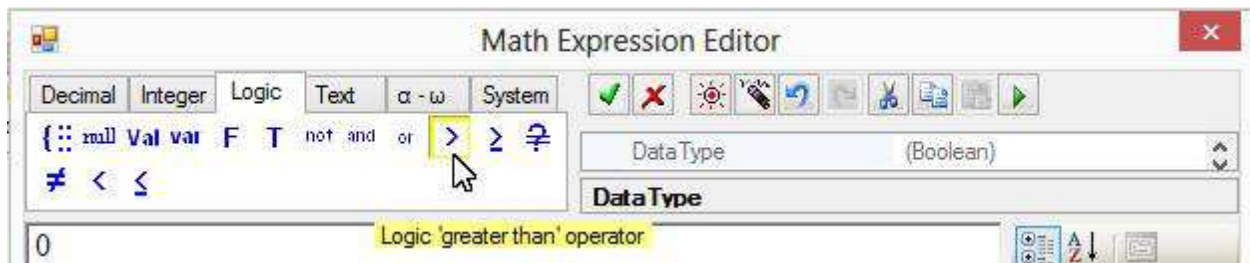 Math Expression Editor
Decimal Integer Logic Text α - ω System
null Val var F T not and or > ≥
≠ < ≤
DataType (Boolean)
DataType
Logic 'greater than' operator
0
A
Z